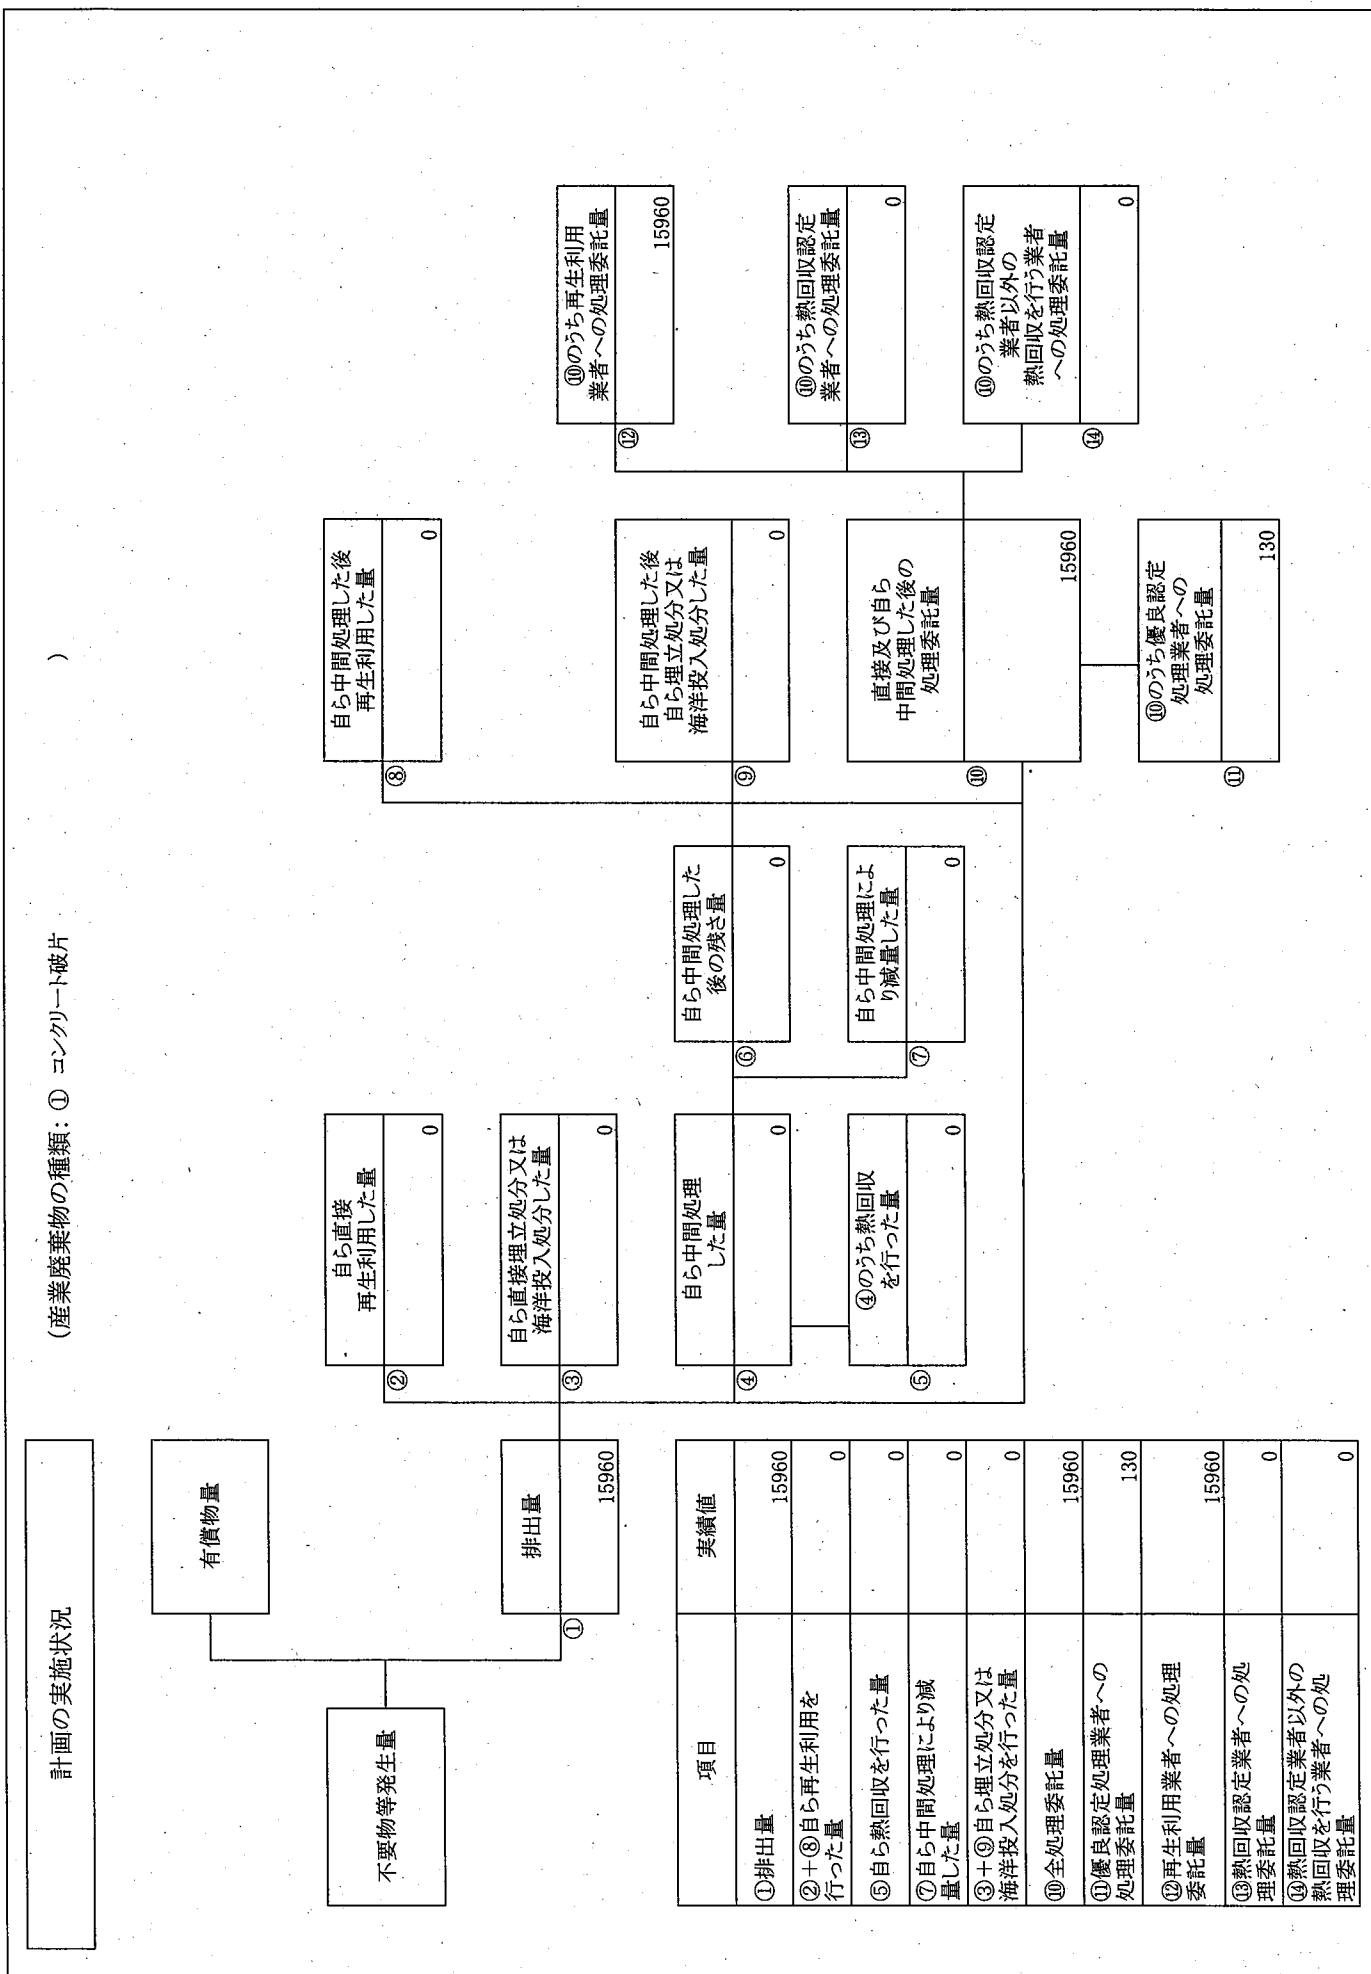 計画の実施状況
(産業廃棄物の種類：① コンクリート破片
)
不要物等発生量
有償物量
①
排出量
15960
②
自ら直接
再生利用した量
0
③
自ら直接埋立処分又は
海洋投入処分した量
0
④
自ら中間処理
した量
0
⑤
④のうち熱回収
を行った量
0
⑥
自ら中間処理した
後の残さ量
0
⑦
自ら中間処理によ
り減量した量
0
⑧
自ら中間処理した後
再生利用した量
0
⑨
自ら中間処理した後
自ら埋立処分又は
海洋投入処分した量
0
⑩
直接及び自ら
中間処理した後の
処理委託量
15960
⑪
⑩のうち優良認定
処理業者への
処理委託量
130
⑫
⑩のうち再生利用
業者への処理委託量
15960
⑬
⑩のうち熱回収認定
業者への処理委託量
0
⑭
⑩のうち熱回収認定
業者以外の
熱回収を行う業者
への処理委託量
0
項目 実績値
①排出量 15960
②＋⑧自ら再生利用を
行った量 0
⑤自ら熱回収を行った量 0
⑦自ら中間処理により減
量した量 0
③＋⑨自ら埋立処分又は
海洋投入処分を行った量 0
⑩全処理委託量 15960
⑪優良認定処理業者への
処理委託量 130
⑫再生利用業者への処理
委託量 15960
⑬熱回収認定業者への処
理委託量 0
⑭熱回収認定業者以外の
熱回収を行う業者への処
理委託量 0